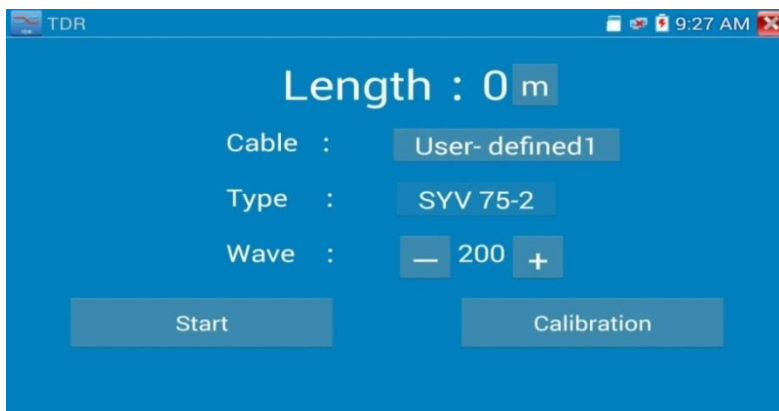 TDR 9:27 AM
Length : 0 m
Cable : User- defined1
Type : SYV 75-2
Wave : — 200 +
Start Calibration